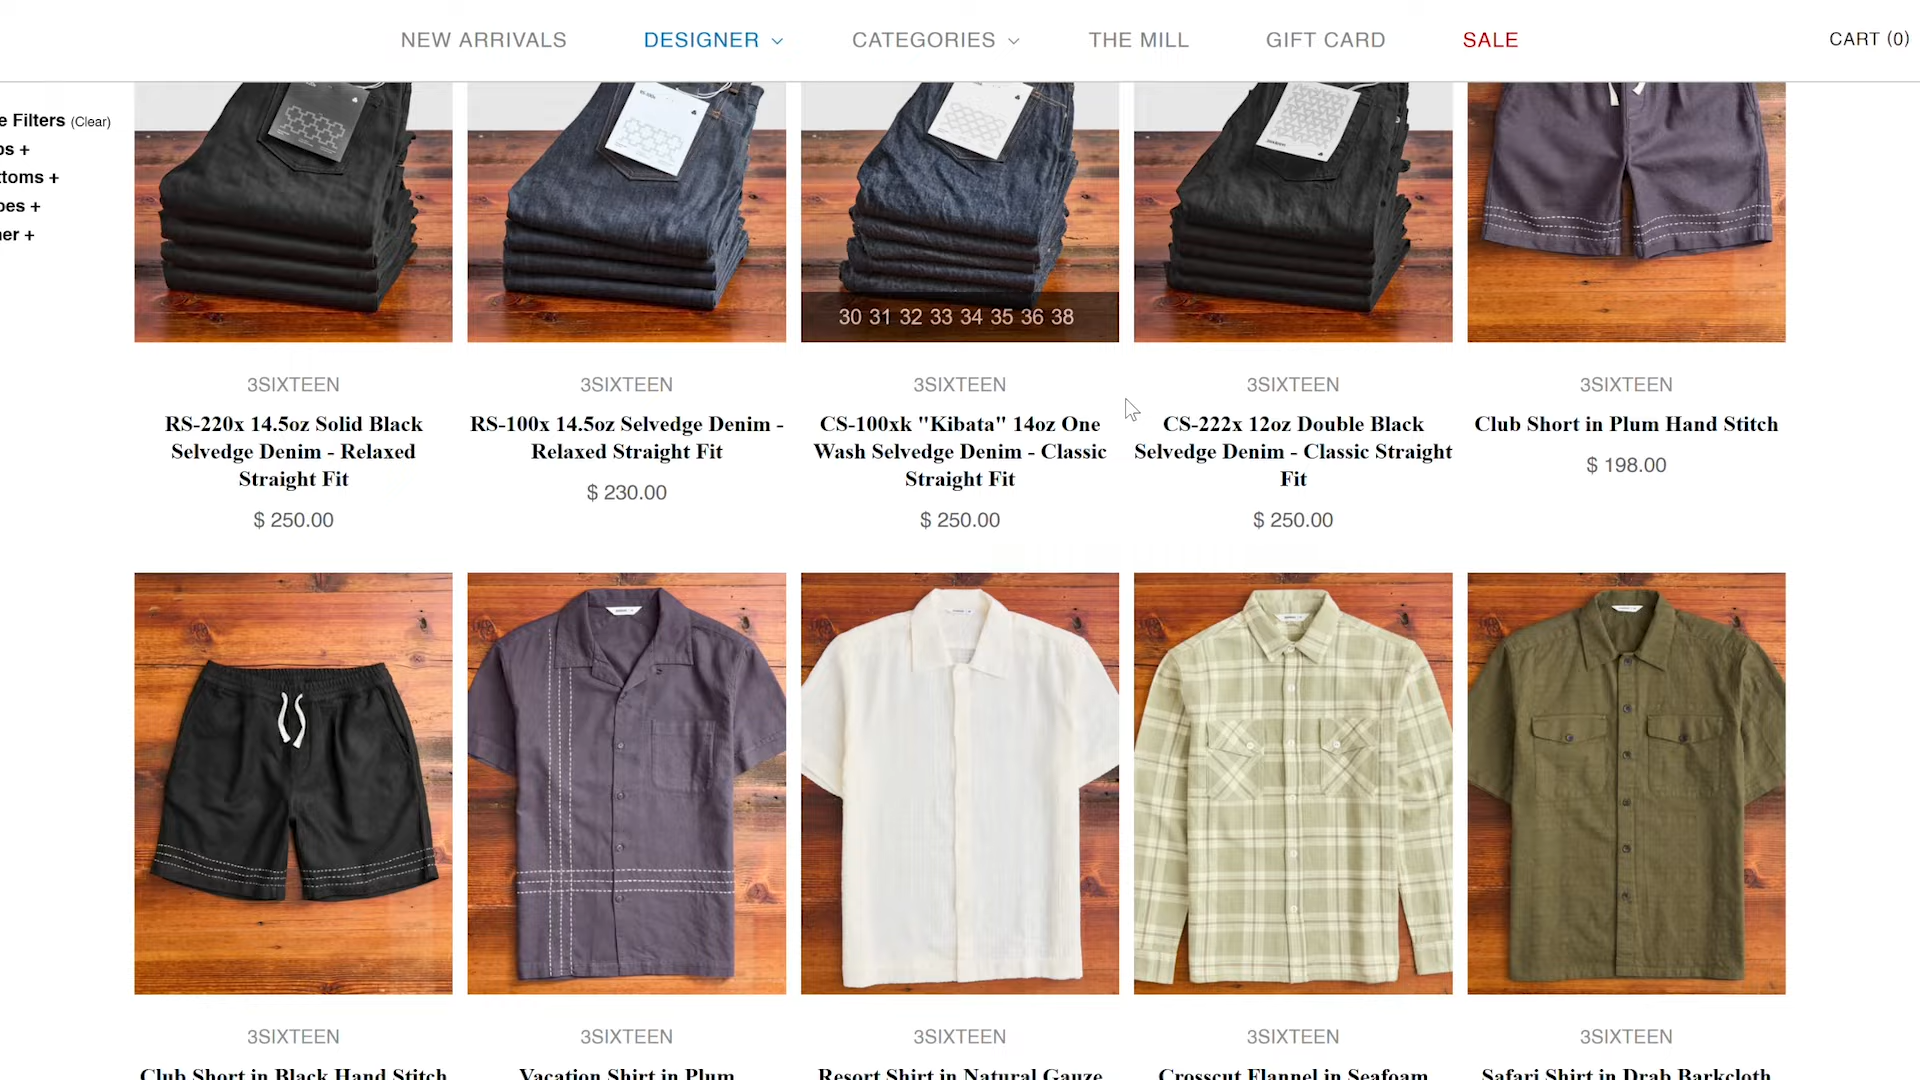 NEW ARRIVALS DESIGNER CATEGORIES THE MILL GIFT CARD SALE CART (0)
e Filters (Clear)
ps +
ttoms +
pes +
ner +
30 31 32 33 34 35 36 38
3SIXTEEN
RS-220x 14.5oz Solid Black
Selvedge Denim - Relaxed
Straight Fit
$ 250.00
3SIXTEEN
RS-100x 14.5oz Selvedge Denim -
Relaxed Straight Fit
$ 230.00
3SIXTEEN
CS-100xk "Kibata" 14oz One
Wash Selvedge Denim - Classic
Straight Fit
$ 250.00
3SIXTEEN
CS-222x 12oz Double Black
Selvedge Denim - Classic Straight
Fit
$ 250.00
3SIXTEEN
Club Short in Plum Hand Stitch
$ 198.00
3SIXTEEN
Club Short in Black Hand Stitch
3SIXTEEN
Vacation Shirt in Plum
3SIXTEEN
Resort Shirt in Natural Gauze
3SIXTEEN
Crosscut Flannel in Seafoam
3SIXTEEN
Safari Shirt in Drab Barkcloth